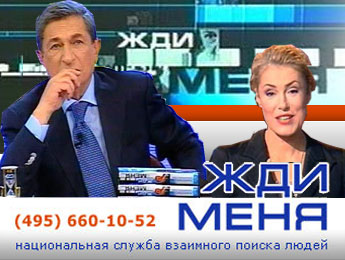 ЖДИ
МЕНЯ
ЖДИ
(495) 660-10-52
МЕНЯ
национальная служба взаимного поиска людей